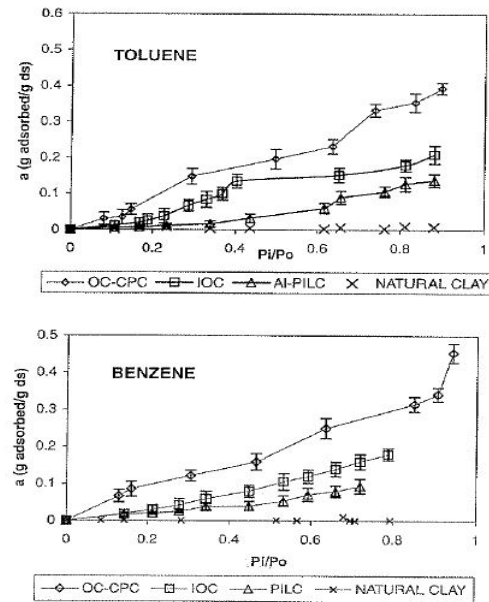 0.6
TOLUENE
0.5
0.4
0.3
0.2
0.1
0
a (g adsorbed/g ds)
0 0.2 0.4 0.6 0.8 1
Pi/Po
OC-CPC IOC Al-PILC NATURAL CLAY
0.6
BENZENE
0.5
0.4
0.3
0.2
0.1
0
a (g adsorbed/g ds)
0 0.2 0.4 0.6 0.8 1
Pi/Po
OC-CPC IOC PILC NATURAL CLAY